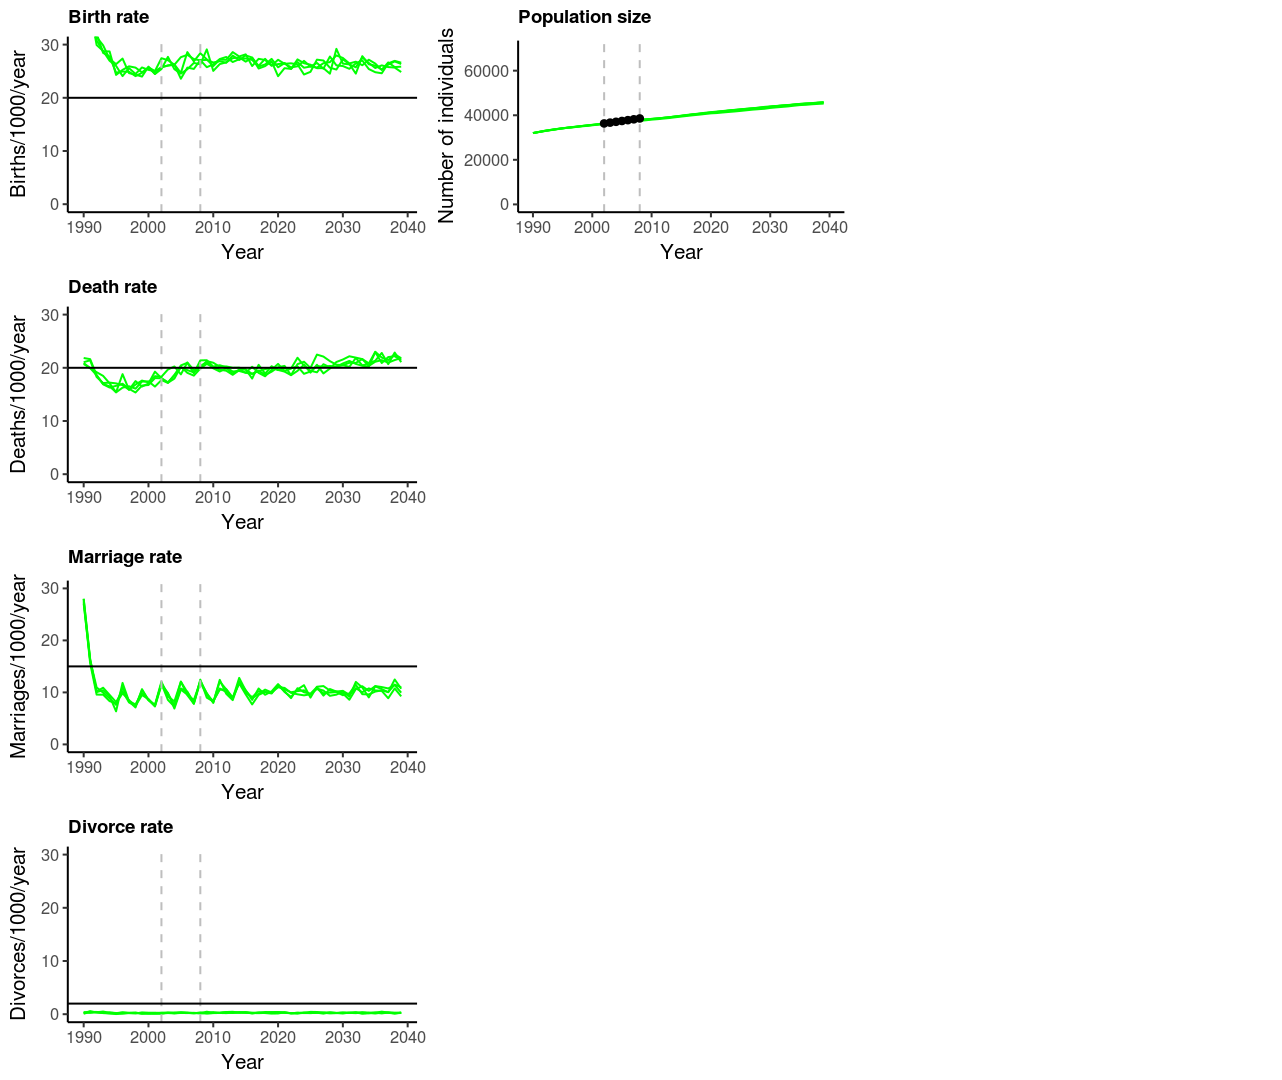 Birth rate
Births/1000/year
30
20
10
0
1990 2000 2010 2020 2030 2040
Year
Population size
Number of individuals
60000
40000
20000
0
1990 2000 2010 2020 2030 2040
Year
Death rate
Deaths/1000/year
30
20
10
0
1990 2000 2010 2020 2030 2040
Year
Marriage rate
Marriages/1000/year
30
20
10
0
1990 2000 2010 2020 2030 2040
Year
Divorce rate
Divorces/1000/year
30
20
10
0
1990 2000 2010 2020 2030 2040
Year